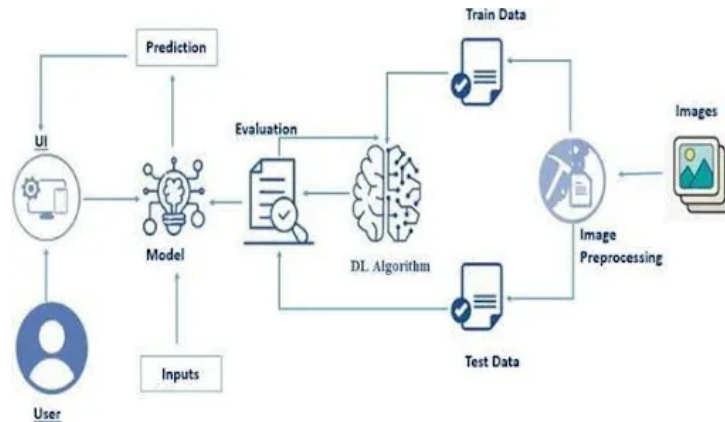 Train Data
Prediction
Images
Evaluation
UI
Model
DL Algorithm
Image
Preprocessing
Inputs
Test Data
User